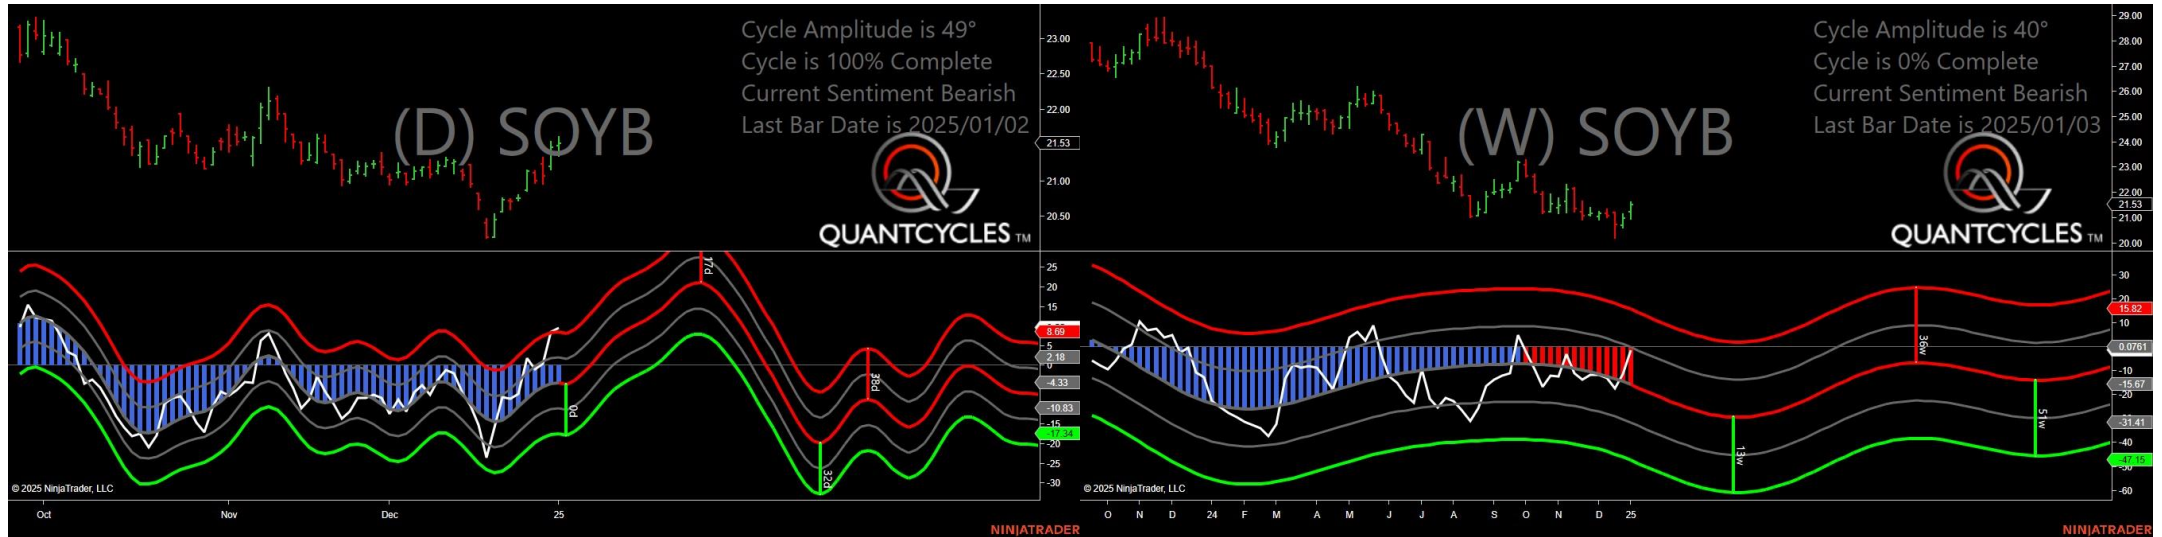 Cycle Amplitude is 49°
Cycle is 100% Complete
Current Sentiment Bearish
Last Bar Date is 2025/01/02
(D) SOYB
QUANTCYCLES TM
23.00
22.50
22.00
21.53
21.00
20.50
17d
0d
32d
38d
25
20
15
8.69
5
2.18
0
-4.33
-10.83
-15
-17.34
-20
-25
-30
© 2025 NinjaTrader, LLC
Oct Nov Dec 25
NINJATRADER
Cycle Amplitude is 40°
Cycle is 0% Complete
Current Sentiment Bearish
Last Bar Date is 2025/01/03
(W) SOYB
QUANTCYCLES TM
29.00
28.00
27.00
26.00
25.00
24.00
23.00
22.00
21.53
21.00
20.00
36w
13w
51w
30
20
15.82
10
0.0761
-10
-15.67
-20
-31.41
-40
-47.15
-60
© 2025 NinjaTrader, LLC
O N D 24 F M A M J J A S O N D 25
NINJATRADER